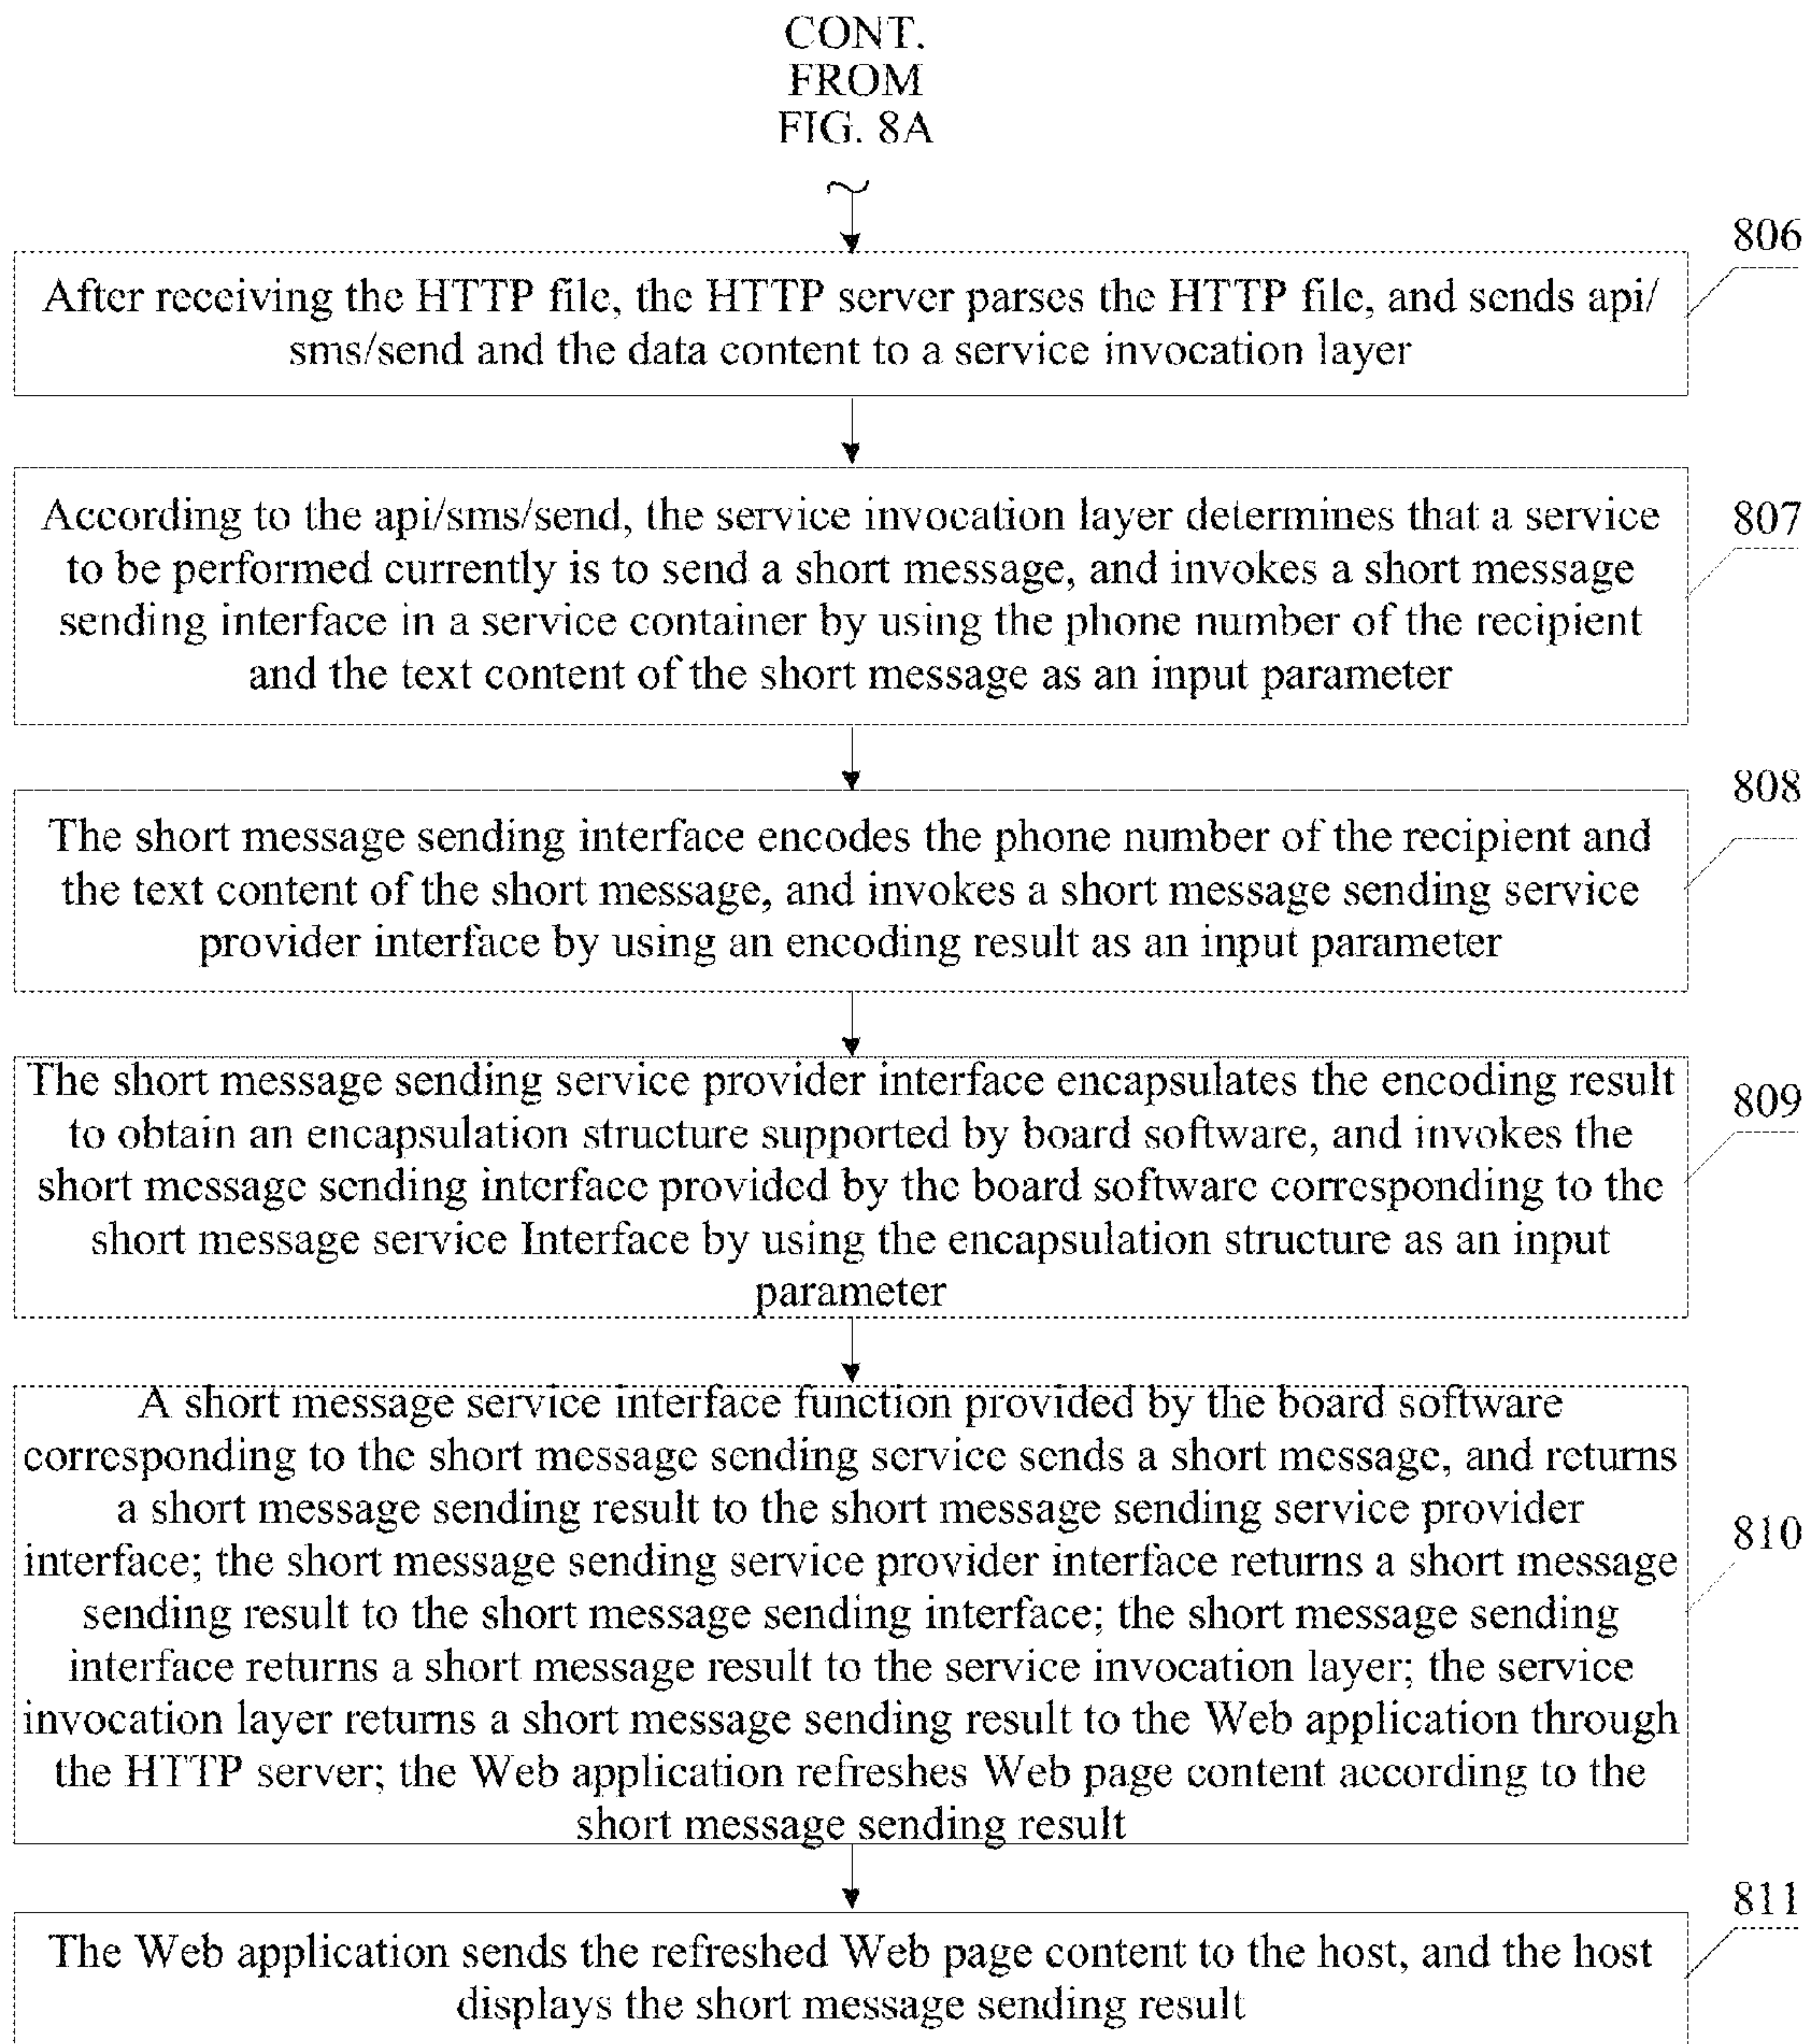 CONT.
FROM
FIG. 8A
806
After receiving the HTTP file, the HTTP server parses the HTTP file, and sends api/
sms/send and the data content to a service invocation layer
807
According to the api/sms/send, the service invocation layer determines that a service
to be performed currently is to send a short message, and invokes a short message
sending interface in a service container by using the phone number of the recipient
and the text content of the short message as an input parameter
808
The short message sending interface encodes the phone number of the recipient and
the text content of the short message, and invokes a short message sending service
provider interface by using an encoding result as an input parameter
809
The short message sending service provider interface encapsulates the encoding result
to obtain an encapsulation structure supported by board software, and invokes the
short message sending interface provided by the board software corresponding to the
short message service Interface by using the encapsulation structure as an input
parameter
810
A short message service interface function provided by the board software
corresponding to the short message sending service sends a short message, and returns
a short message sending result to the short message sending service provider
interface; the short message sending service provider interface returns a short message
sending result to the short message sending interface; the short message sending
interface returns a short message result to the service invocation layer; the service
invocation layer returns a short message sending result to the Web application through
the HTTP server; the Web application refreshes Web page content according to the
short message sending result
811
The Web application sends the refreshed Web page content to the host, and the host
displays the short message sending result